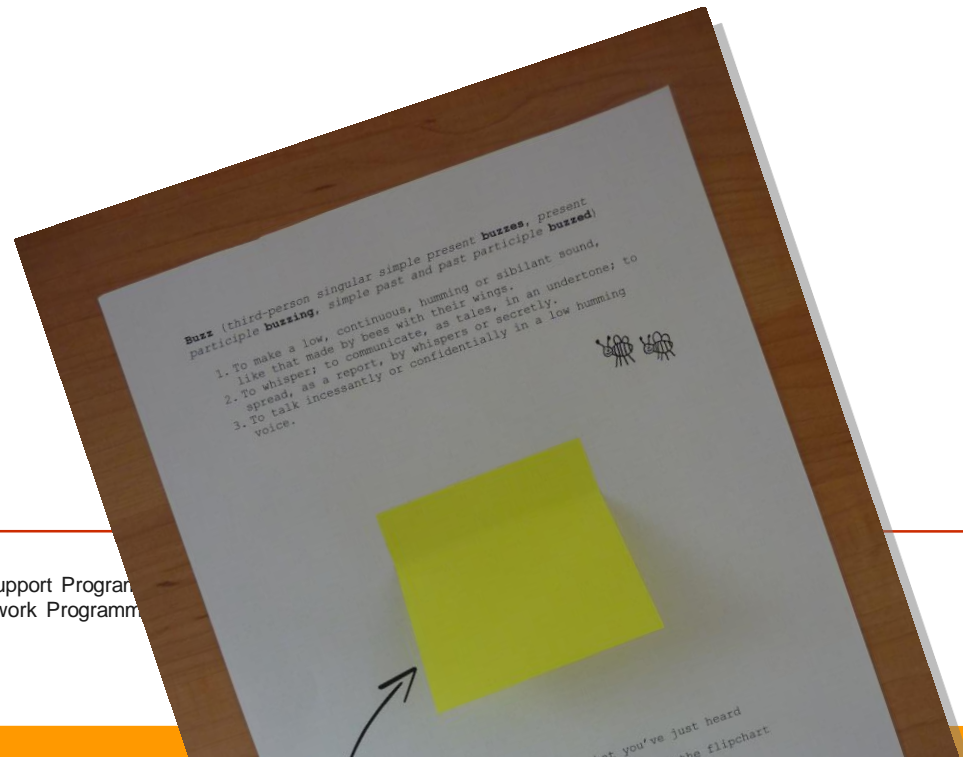 Buzz (third-person singular simple present buzzes, present
participle buzzing, simple past and past participle buzzed)
1. To make a low, continuous, humming or sibilant sound,
like that made by bees with their wings.
2. To whisper; to communicate, as tales, in an undertone; to
spread, as a report, by whispers or secretly.
3. To talk incessantly or confidentially in a low humming
voice.
upport Program
work Programm
you've just heard
the flipchart